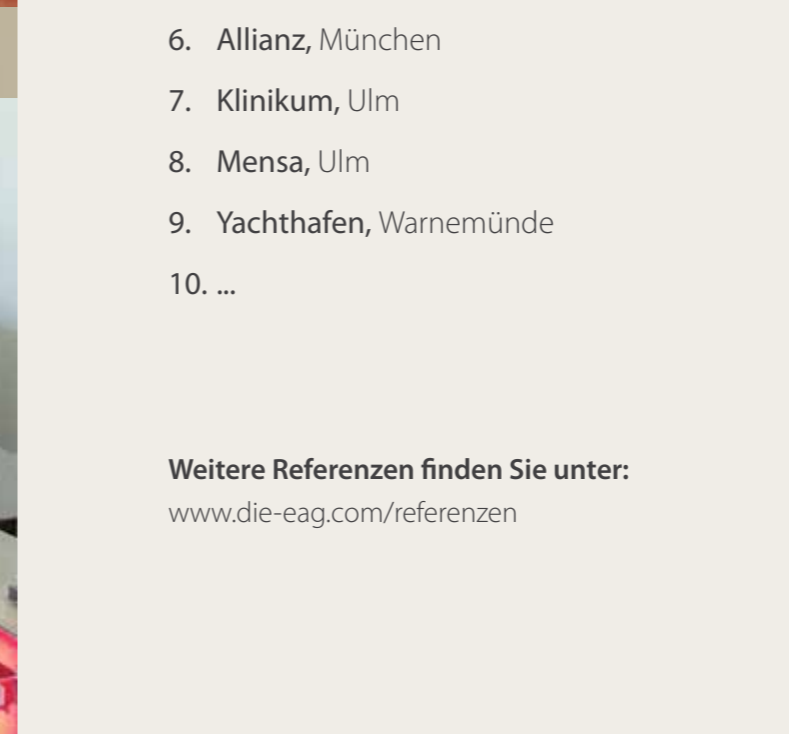 6. Allianz, München
7. Klinikum, Ulm
8. Mensa, Ulm
9. Yachthafen, Warnemünde
10. ...
Weitere Referenzen finden Sie unter:
www.die-eag.com/referenzen